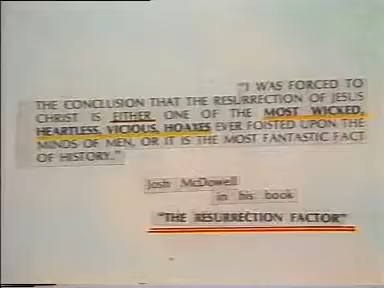 "I WAS FORCED TO
THE CONCLUSION THAT THE RESURRECTION OF JESUS
CHRIST IS EITHER ONE OF THE MOST WICKED,
HEARTLESS, VICIOUS, HOAXES EVER FOISTED UPON THE
MINDS OF MEN, OR IT IS THE MOST FANTASTIC FACT
OF HISTORY."
Josh McDowell
in his book
"THE RESURRECTION FACTOR"